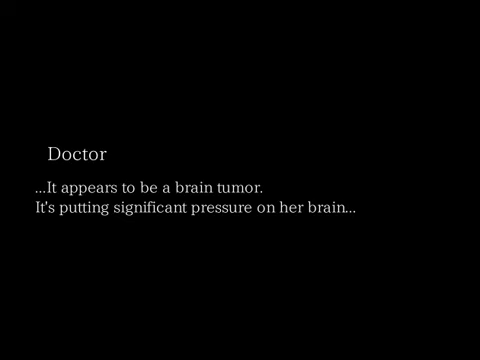 Doctor
...It appears to be a brain tumor.
It's putting significant pressure on her brain...